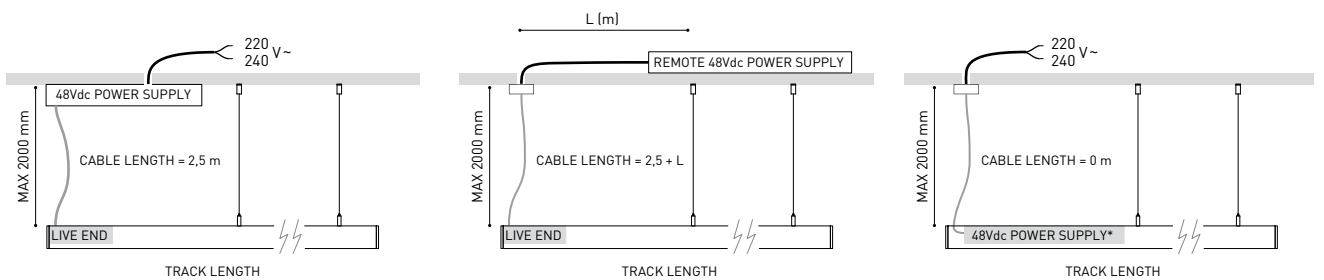 220
240 V~
48Vdc POWER SUPPLY
MAX 2000 mm
CABLE LENGTH = 2,5 m
LIVE END
TRACK LENGTH
L (m)
REMOTE 48Vdc POWER SUPPLY
MAX 2000 mm
CABLE LENGTH = 2,5 + L
LIVE END
TRACK LENGTH
220
240 V~
MAX 2000 mm
CABLE LENGTH = 0 m
48Vdc POWER SUPPLY*
TRACK LENGTH